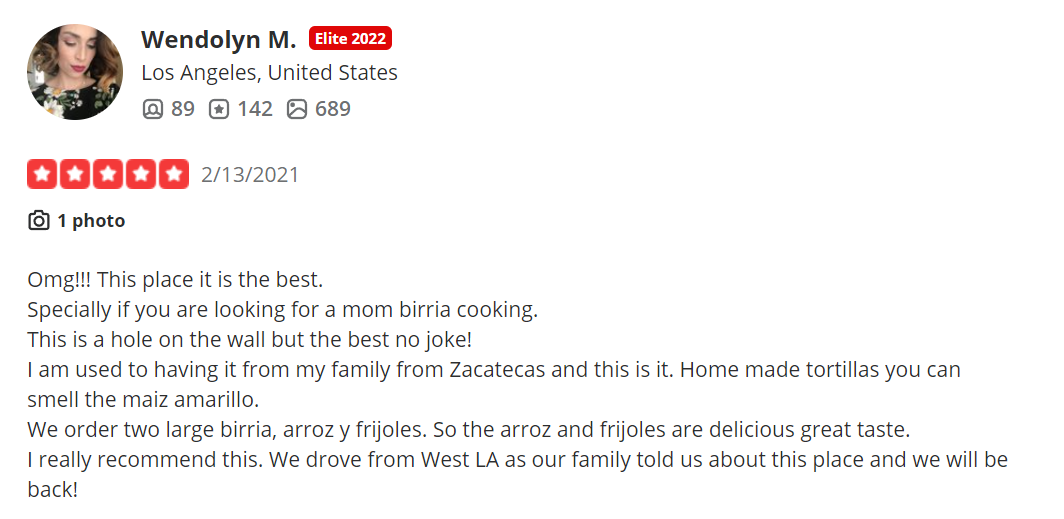 Wendolyn M. Elite 2022
Los Angeles, United States
89 142 689
2/13/2021
1 photo
Omg!!! This place it is the best.
Specially if you are looking for a mom birria cooking.
This is a hole on the wall but the best no joke!
I am used to having it from my family from Zacatecas and this is it. Home made tortillas you can
smell the maiz amarillo.
We order two large birria, arroz y frijoles. So the arroz and frijoles are delicious great taste.
I really recommend this. We drove from West LA as our family told us about this place and we will be
back!